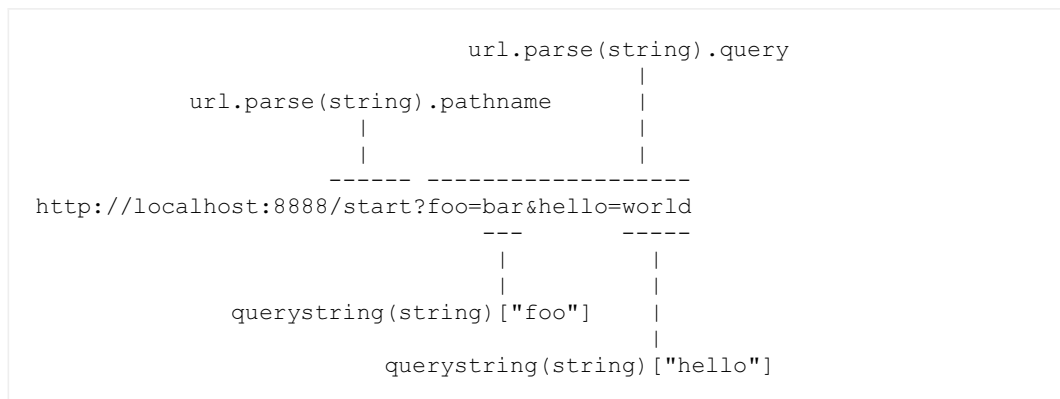 url.parse(string).query
|
url.parse(string).pathname |
| |
| |
------ -------------------
http://localhost:8888/start?foo=bar&hello=world
--- -----
| |
| |
querystring(string)["foo"] |
|
querystring(string)["hello"]